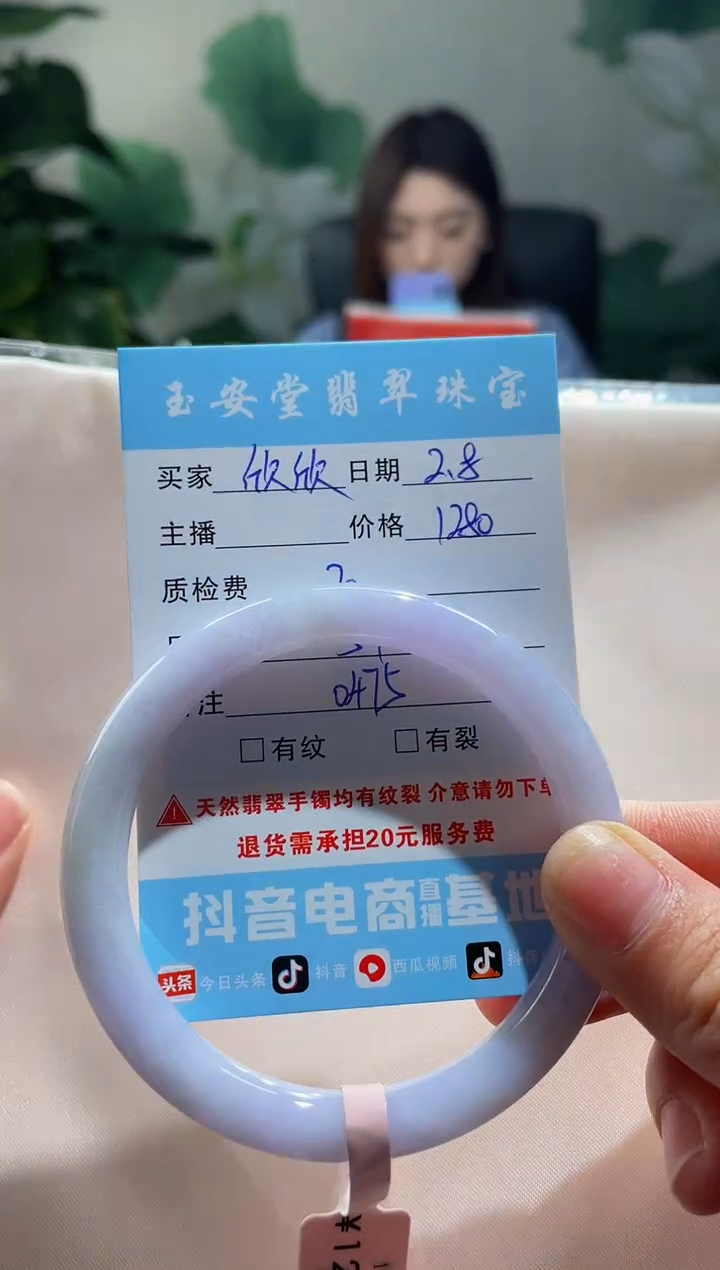 玉安堂翡翠珠宝
买家 欣欣 日期 2.8
主播 价格 1280
质检费
注 0475
□有纹 □有裂
天然翡翠手镯均有纹裂 介意请勿下单
退货需承担20元服务费
抖音电商直播基地
头条 今日头条 抖音 西瓜视频 抖音